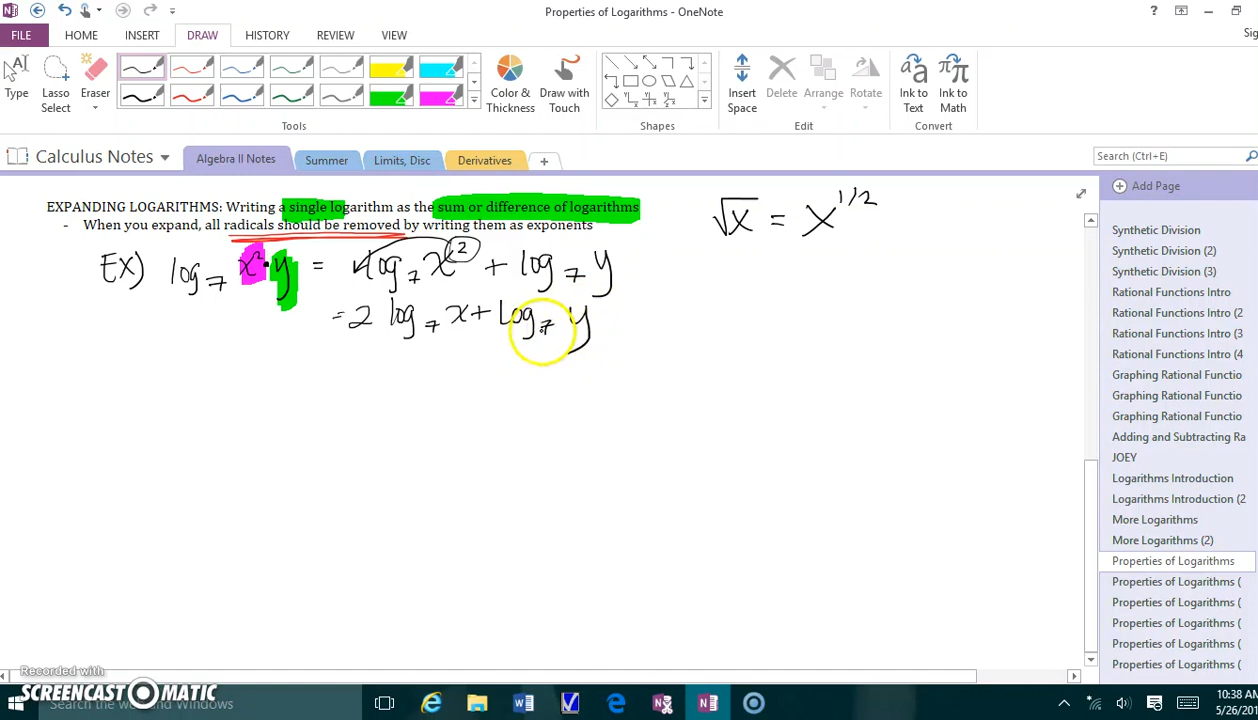 Properties of Logarithms - OneNote
FILE HOME INSERT DRAW HISTORY REVIEW VIEW
Type Lasso Select Eraser Color & Thickness Draw with Touch Insert Space Delete Arrange Rotate Ink to Text Ink to Math
Tools Shapes Edit Convert
Calculus Notes Algebra II Notes Summer Limits, Disc Derivatives Search (Ctrl+E)
EXPANDING LOGARITHMS: Writing a single logarithm as the sum or difference of logarithms
- When you expand, all radicals should be removed by writing them as exponents
√x = x^1/2
EX) log₇ x²·y = log₇ x² + log₇ y
= 2 log₇ x + log₇ y
Add Page
Synthetic Division
Synthetic Division (2)
Synthetic Division (3)
Rational Functions Intro
Rational Functions Intro (2
Rational Functions Intro (3
Rational Functions Intro (4
Graphing Rational Functio
Graphing Rational Functio
Graphing Rational Functio
Adding and Subtracting Ra
JOEY
Logarithms Introduction
Logarithms Introduction (2
More Logarithms
More Logarithms (2)
Properties of Logarithms
Properties of Logarithms (
Properties of Logarithms (
Properties of Logarithms (
Properties of Logarithms (
Properties of Logarithms (
Recorded with
SCREENCAST MATIC
Search the web and Windows
10:38 AM
5/26/201